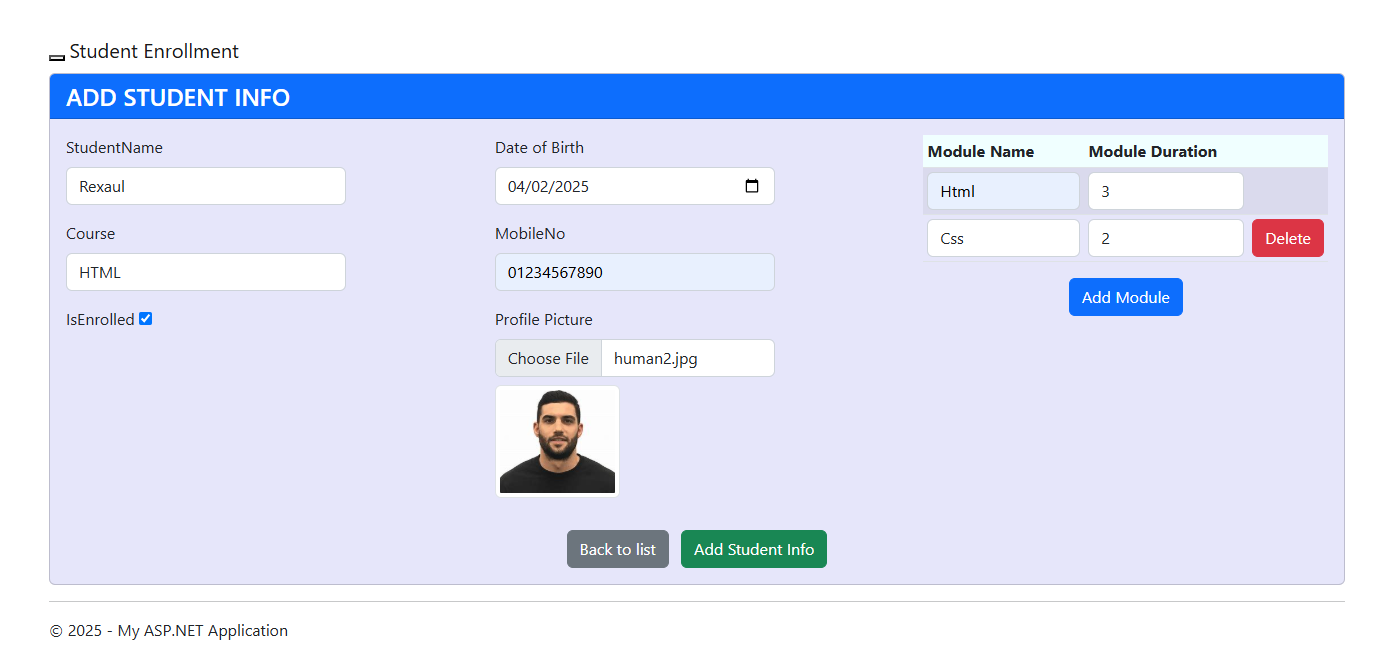 Student Enrollment
ADD STUDENT INFO
StudentName
Rexaul
Course
HTML
IsEnrolled
Date of Birth
04/02/2025
MobileNo
01234567890
Profile Picture
Choose File human2.jpg
Module Name Module Duration
Html 3
Css 2 Delete
Add Module
Back to list Add Student Info
© 2025 - My ASP.NET Application